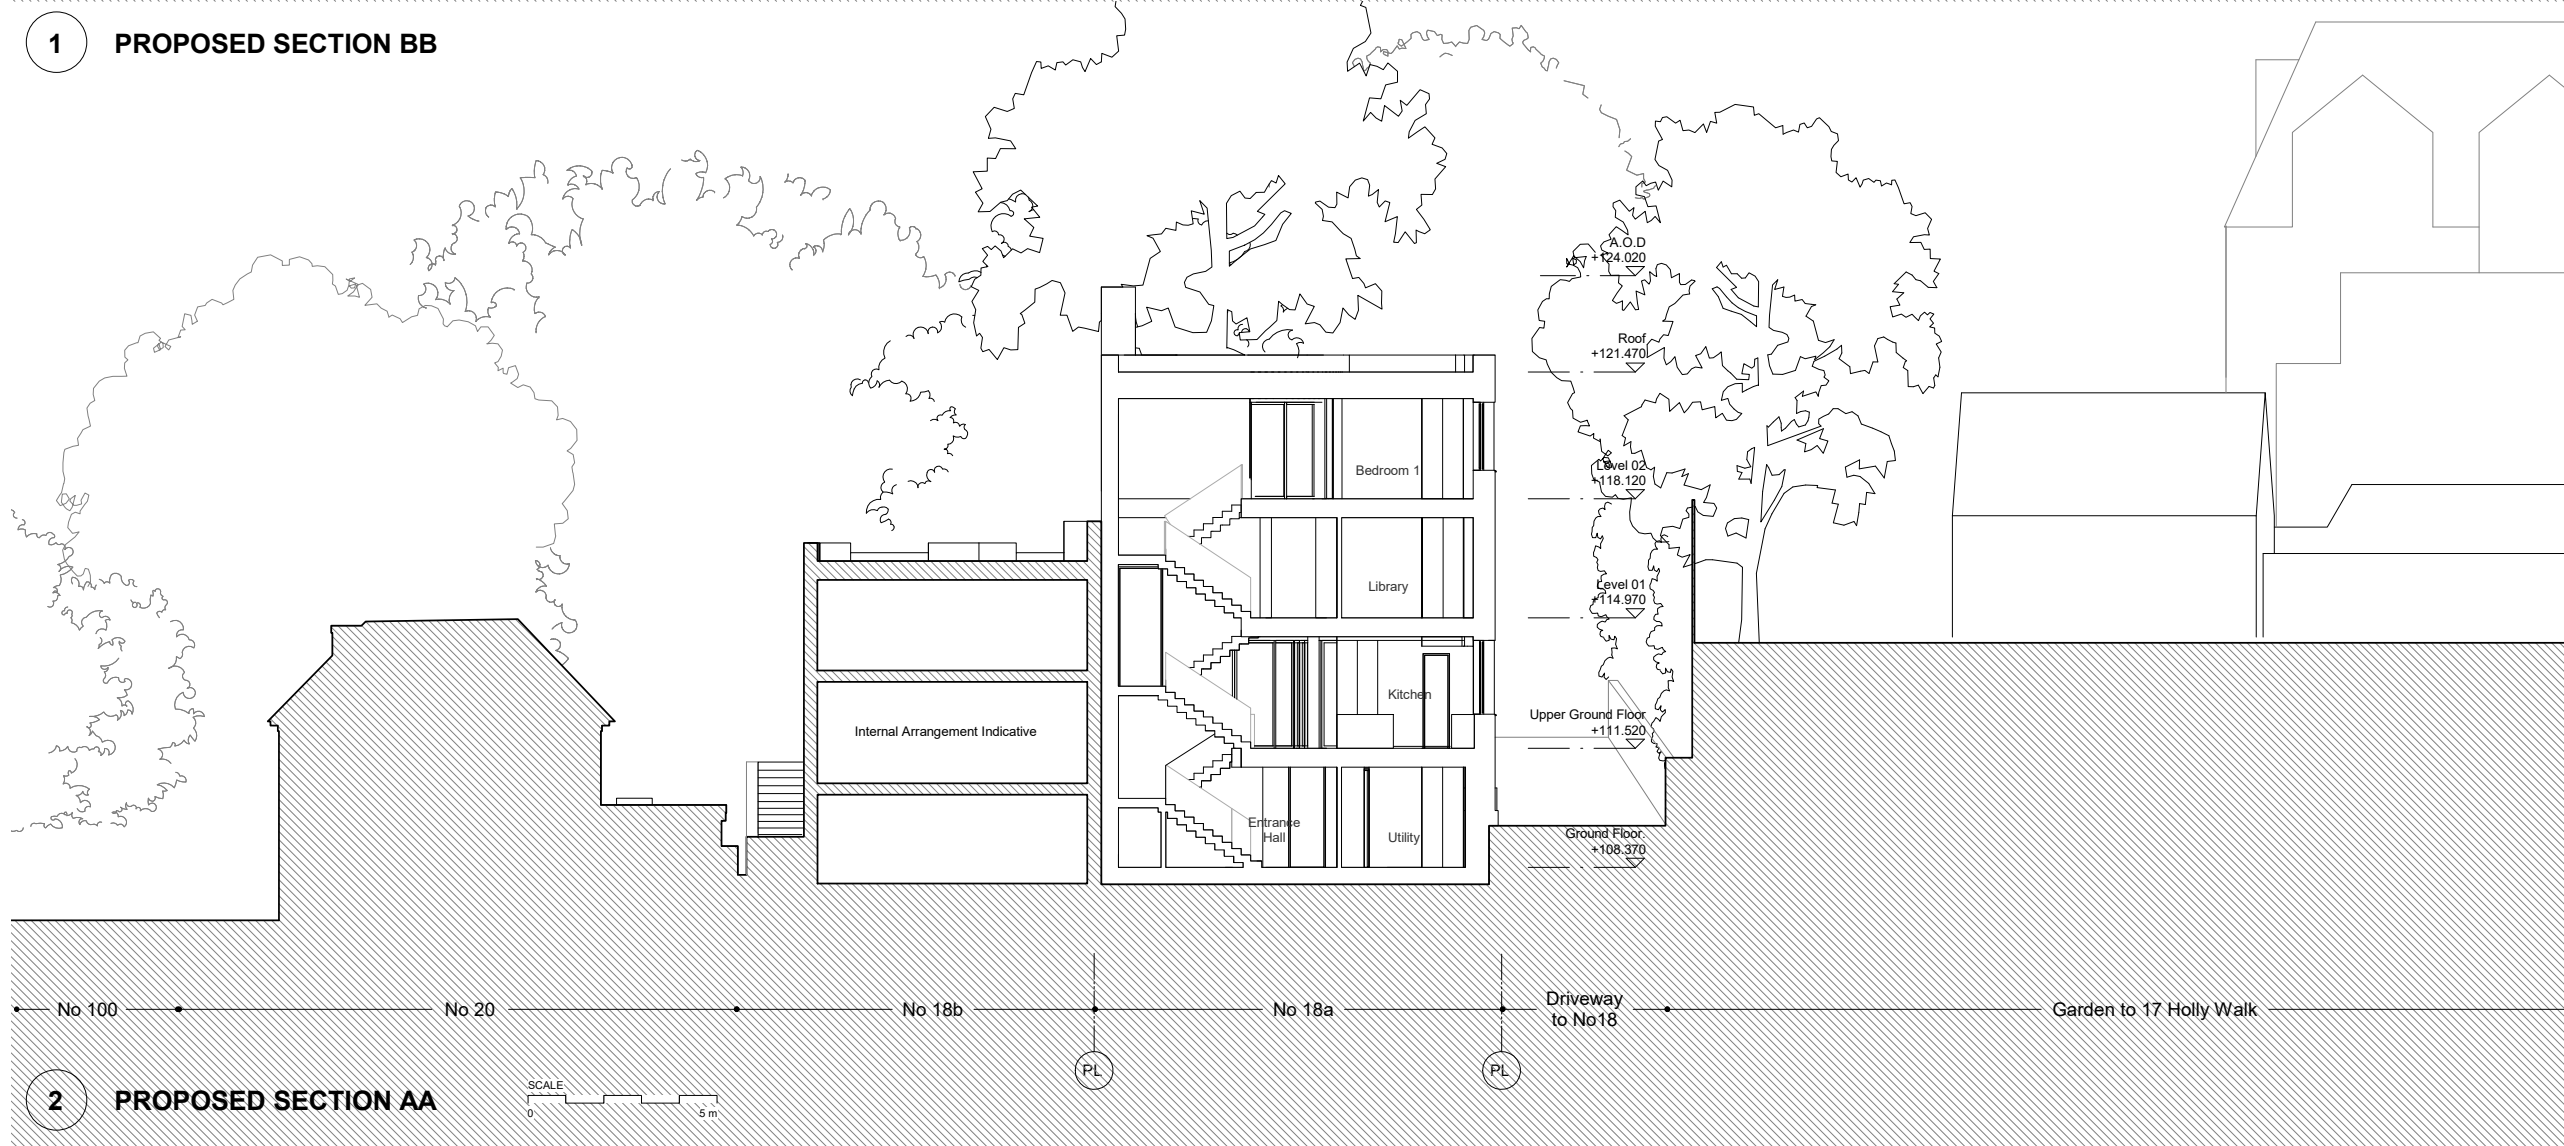 1 PROPOSED SECTION BB
A.O.D
+124.020
Roof
+121.470
Bedroom 1
Level 02
+118.120
Library
Level 01
+114.970
Kitchen
Upper Ground Floor
+111.520
Internal Arrangement Indicative
Entrance
Hall
Utility
Ground Floor.
+108.370
No 100
No 20
No 18b
No 18a
Driveway
to No18
Garden to 17 Holly Walk
PL
PL
2 PROPOSED SECTION AA
SCALE
0 5 m